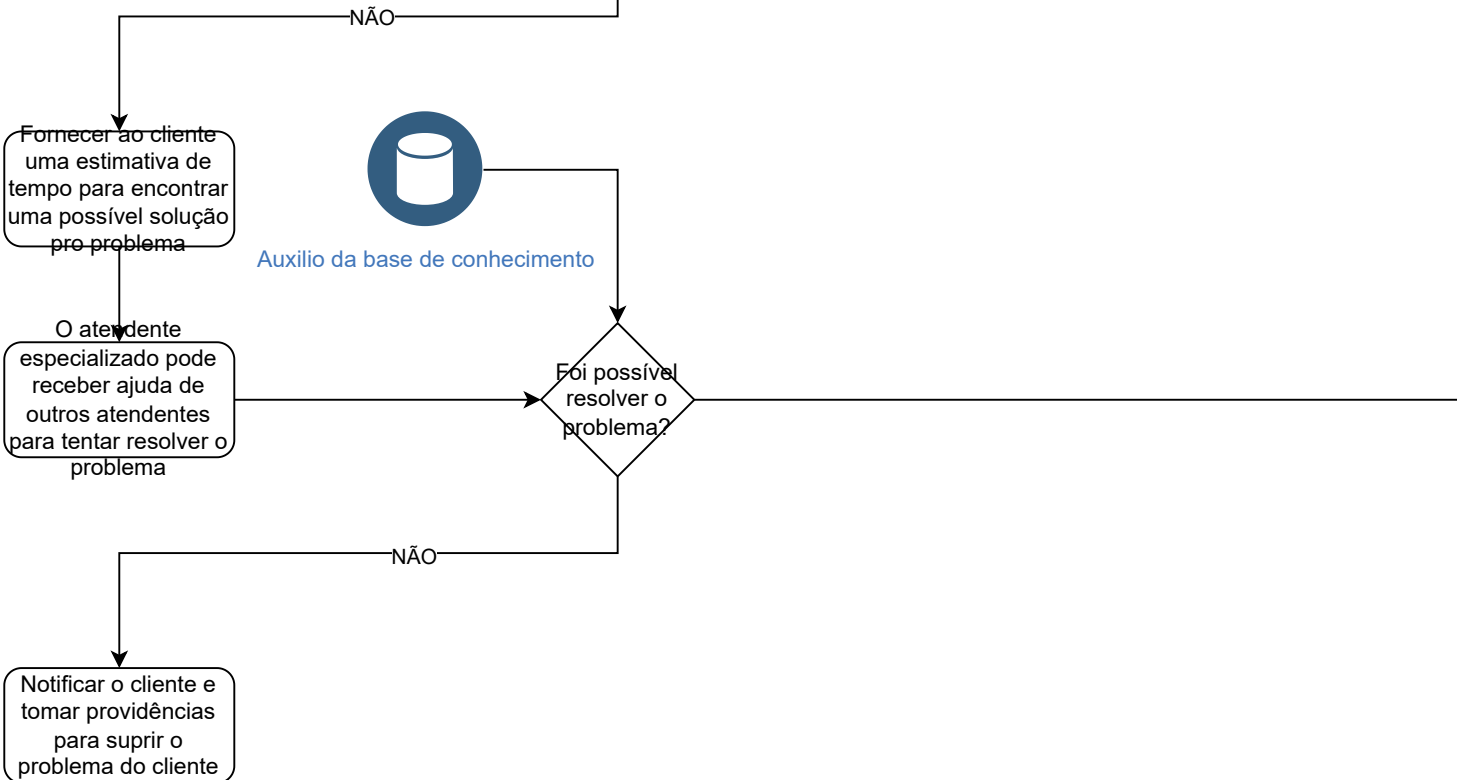 NÃO
Fornecer ao cliente
uma estimativa de
tempo para encontrar
uma possível solução
pro problema
Auxilio da base de conhecimento
O atendente
especializado pode
receber ajuda de
outros atendentes
para tentar resolver o
problema
Foi possível
resolver o
problema?
NÃO
Notificar o cliente e
tomar providências
para suprir o
problema do cliente